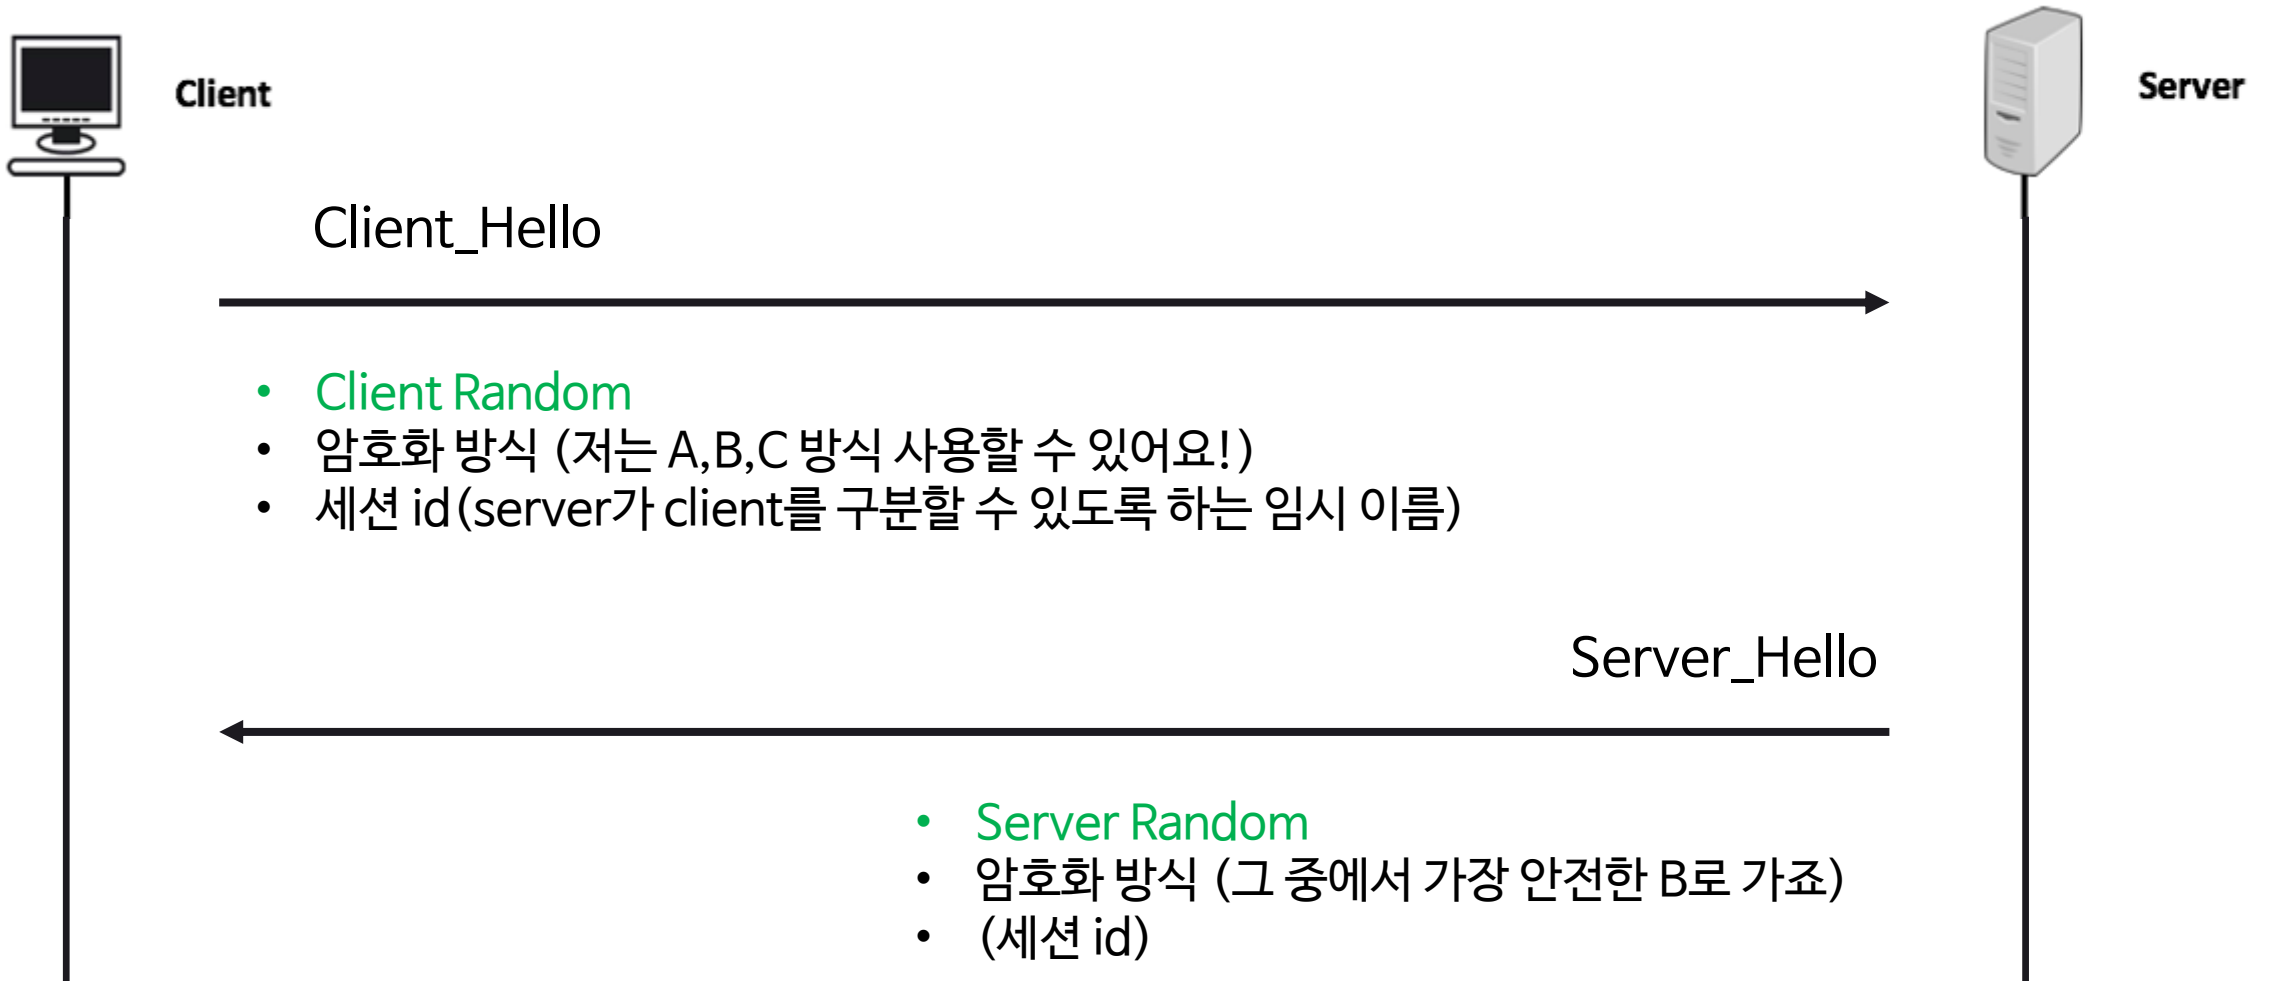 Client
Server
Client_Hello
• Client Random
• 암호화 방식 (저는 A,B,C 방식 사용할 수 있어요!)
• 세션 id(server가 client를 구분할 수 있도록 하는 임시 이름)
Server_Hello
• Server Random
• 암호화 방식 (그 중에서 가장 안전한 B로 가죠)
• (세션 id)